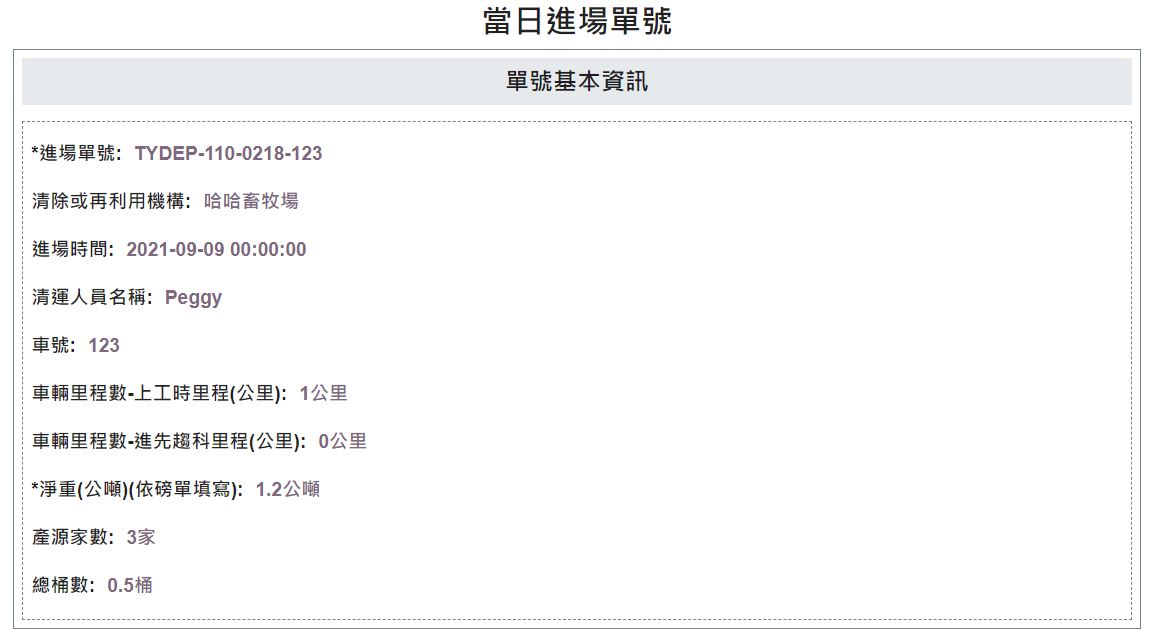 當日進場單號
單號基本資訊
*進場單號: TYDEP-110-0218-123
清除或再利用機構: 哈哈畜牧場
進場時間: 2021-09-09 00:00:00
清運人員名稱: Peggy
車號: 123
車輛里程數-上工時里程(公里): 1公里
車輛里程數-進先趨科里程(公里): 0公里
*淨重(公噸)(依磅單填寫): 1.2公噸
產源家數: 3家
總桶數: 0.5桶